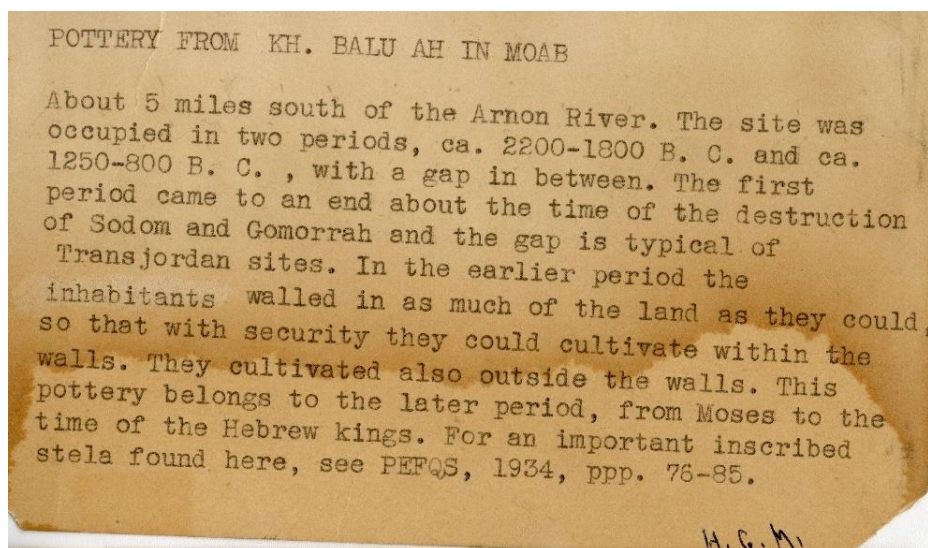 POTTERY FROM KH. BALU AH IN MOAB
About 5 miles south of the Arnon River. The site was
occupied in two periods, ca. 2200-1800 B. C. and ca.
1250-800 B. C. , with a gap in between. The first
period came to an end about the time of the destruction
of Sodom and Gomorrah and the gap is typical of
Transjordan sites. In the earlier period the
inhabitants walled in as much of the land as they could,
so that with security they could cultivate within the
walls. They cultivated also outside the walls. This
pottery belongs to the later period, from Moses to the
time of the Hebrew kings. For an important inscribed
stela found here, see PEFQS, 1934, ppp. 76-85.
H. G. M.